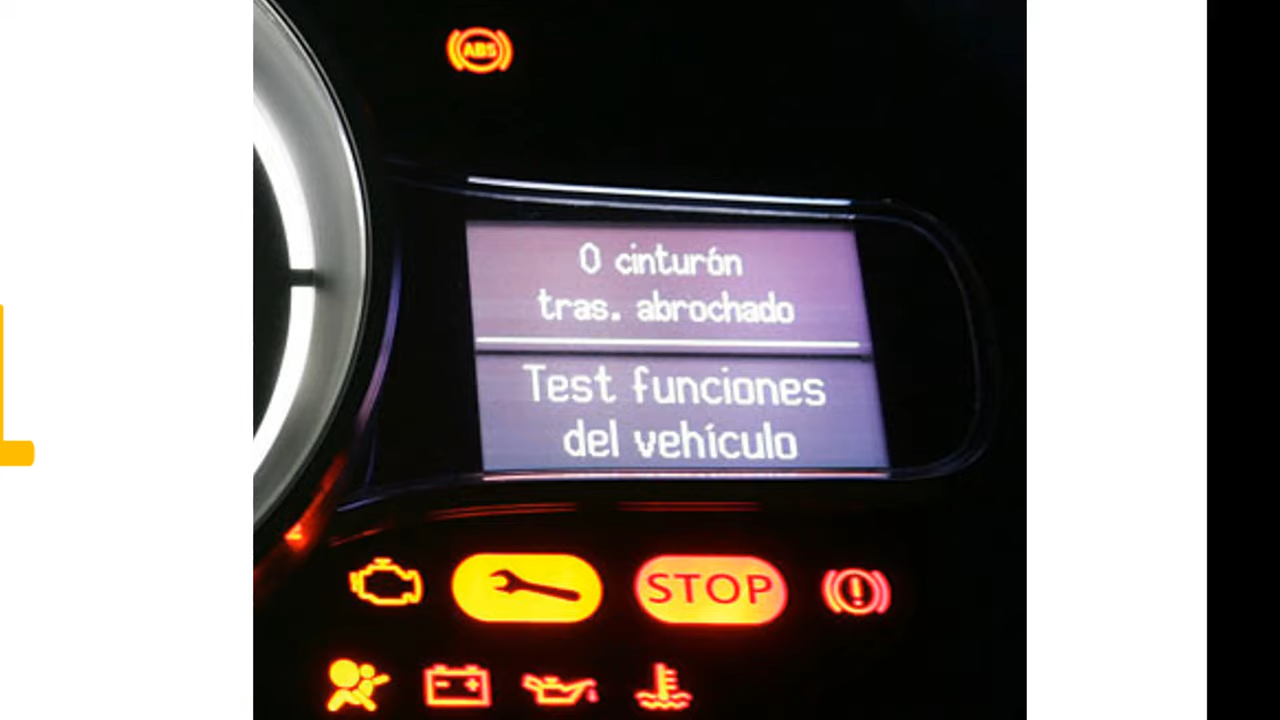 ABS
0 cinturón
tras. abrochado
Test funciones
del vehículo
STOP